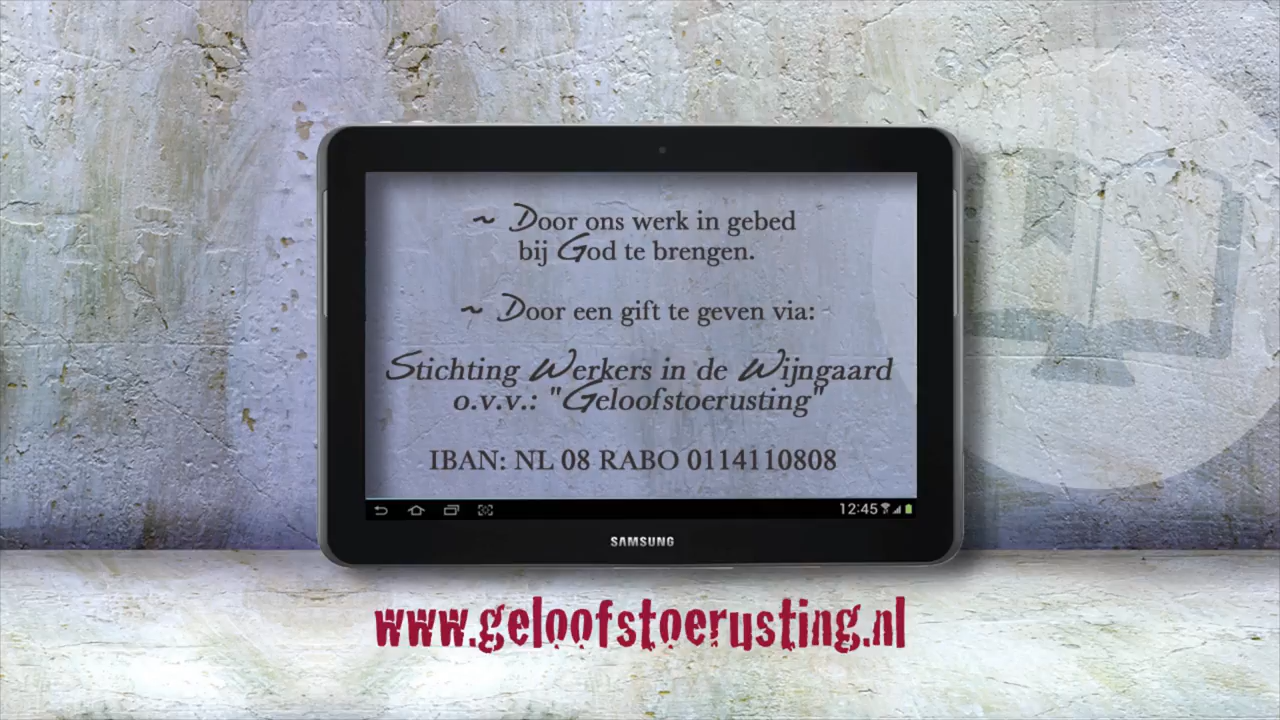 ~ Door ons werk in gebed
bij God te brengen.
~ Door een gift te geven via:
Stichting Werkers in de Wijngaard
o.v.v.: "Geloofstoerusting"
IBAN: NL 08 RABO 0114110808
12:45
SAMSUNG
www.geloofstoerusting.nl